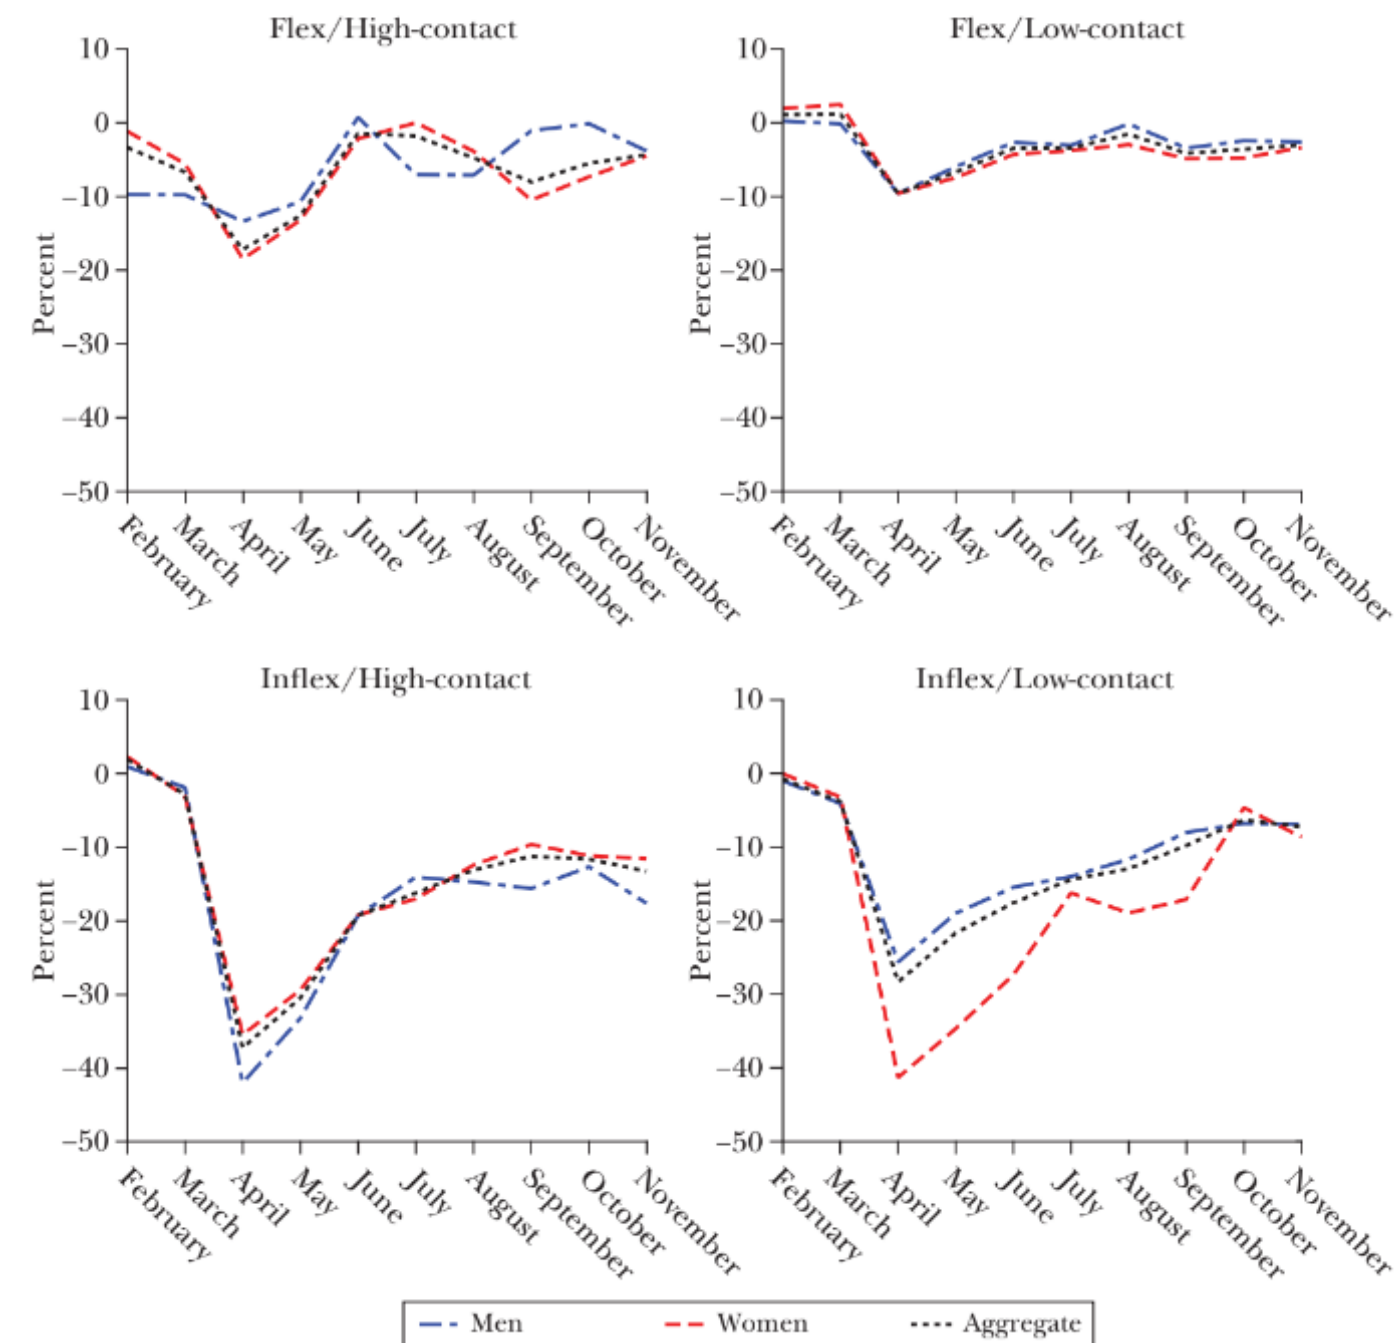 Flex/High-contact
10
0
–10
–20
–30
–40
–50
Percent
February
March
April
May
June
July
August
September
October
November
Flex/Low-contact
10
0
–10
–20
–30
–40
–50
Percent
February
March
April
May
June
July
August
September
October
November
Inflex/High-contact
10
0
–10
–20
–30
–40
–50
Percent
February
March
April
May
June
July
August
September
October
November
Inflex/Low-contact
10
0
–10
–20
–30
–40
–50
Percent
February
March
April
May
June
July
August
September
October
November
Men Women Aggregate